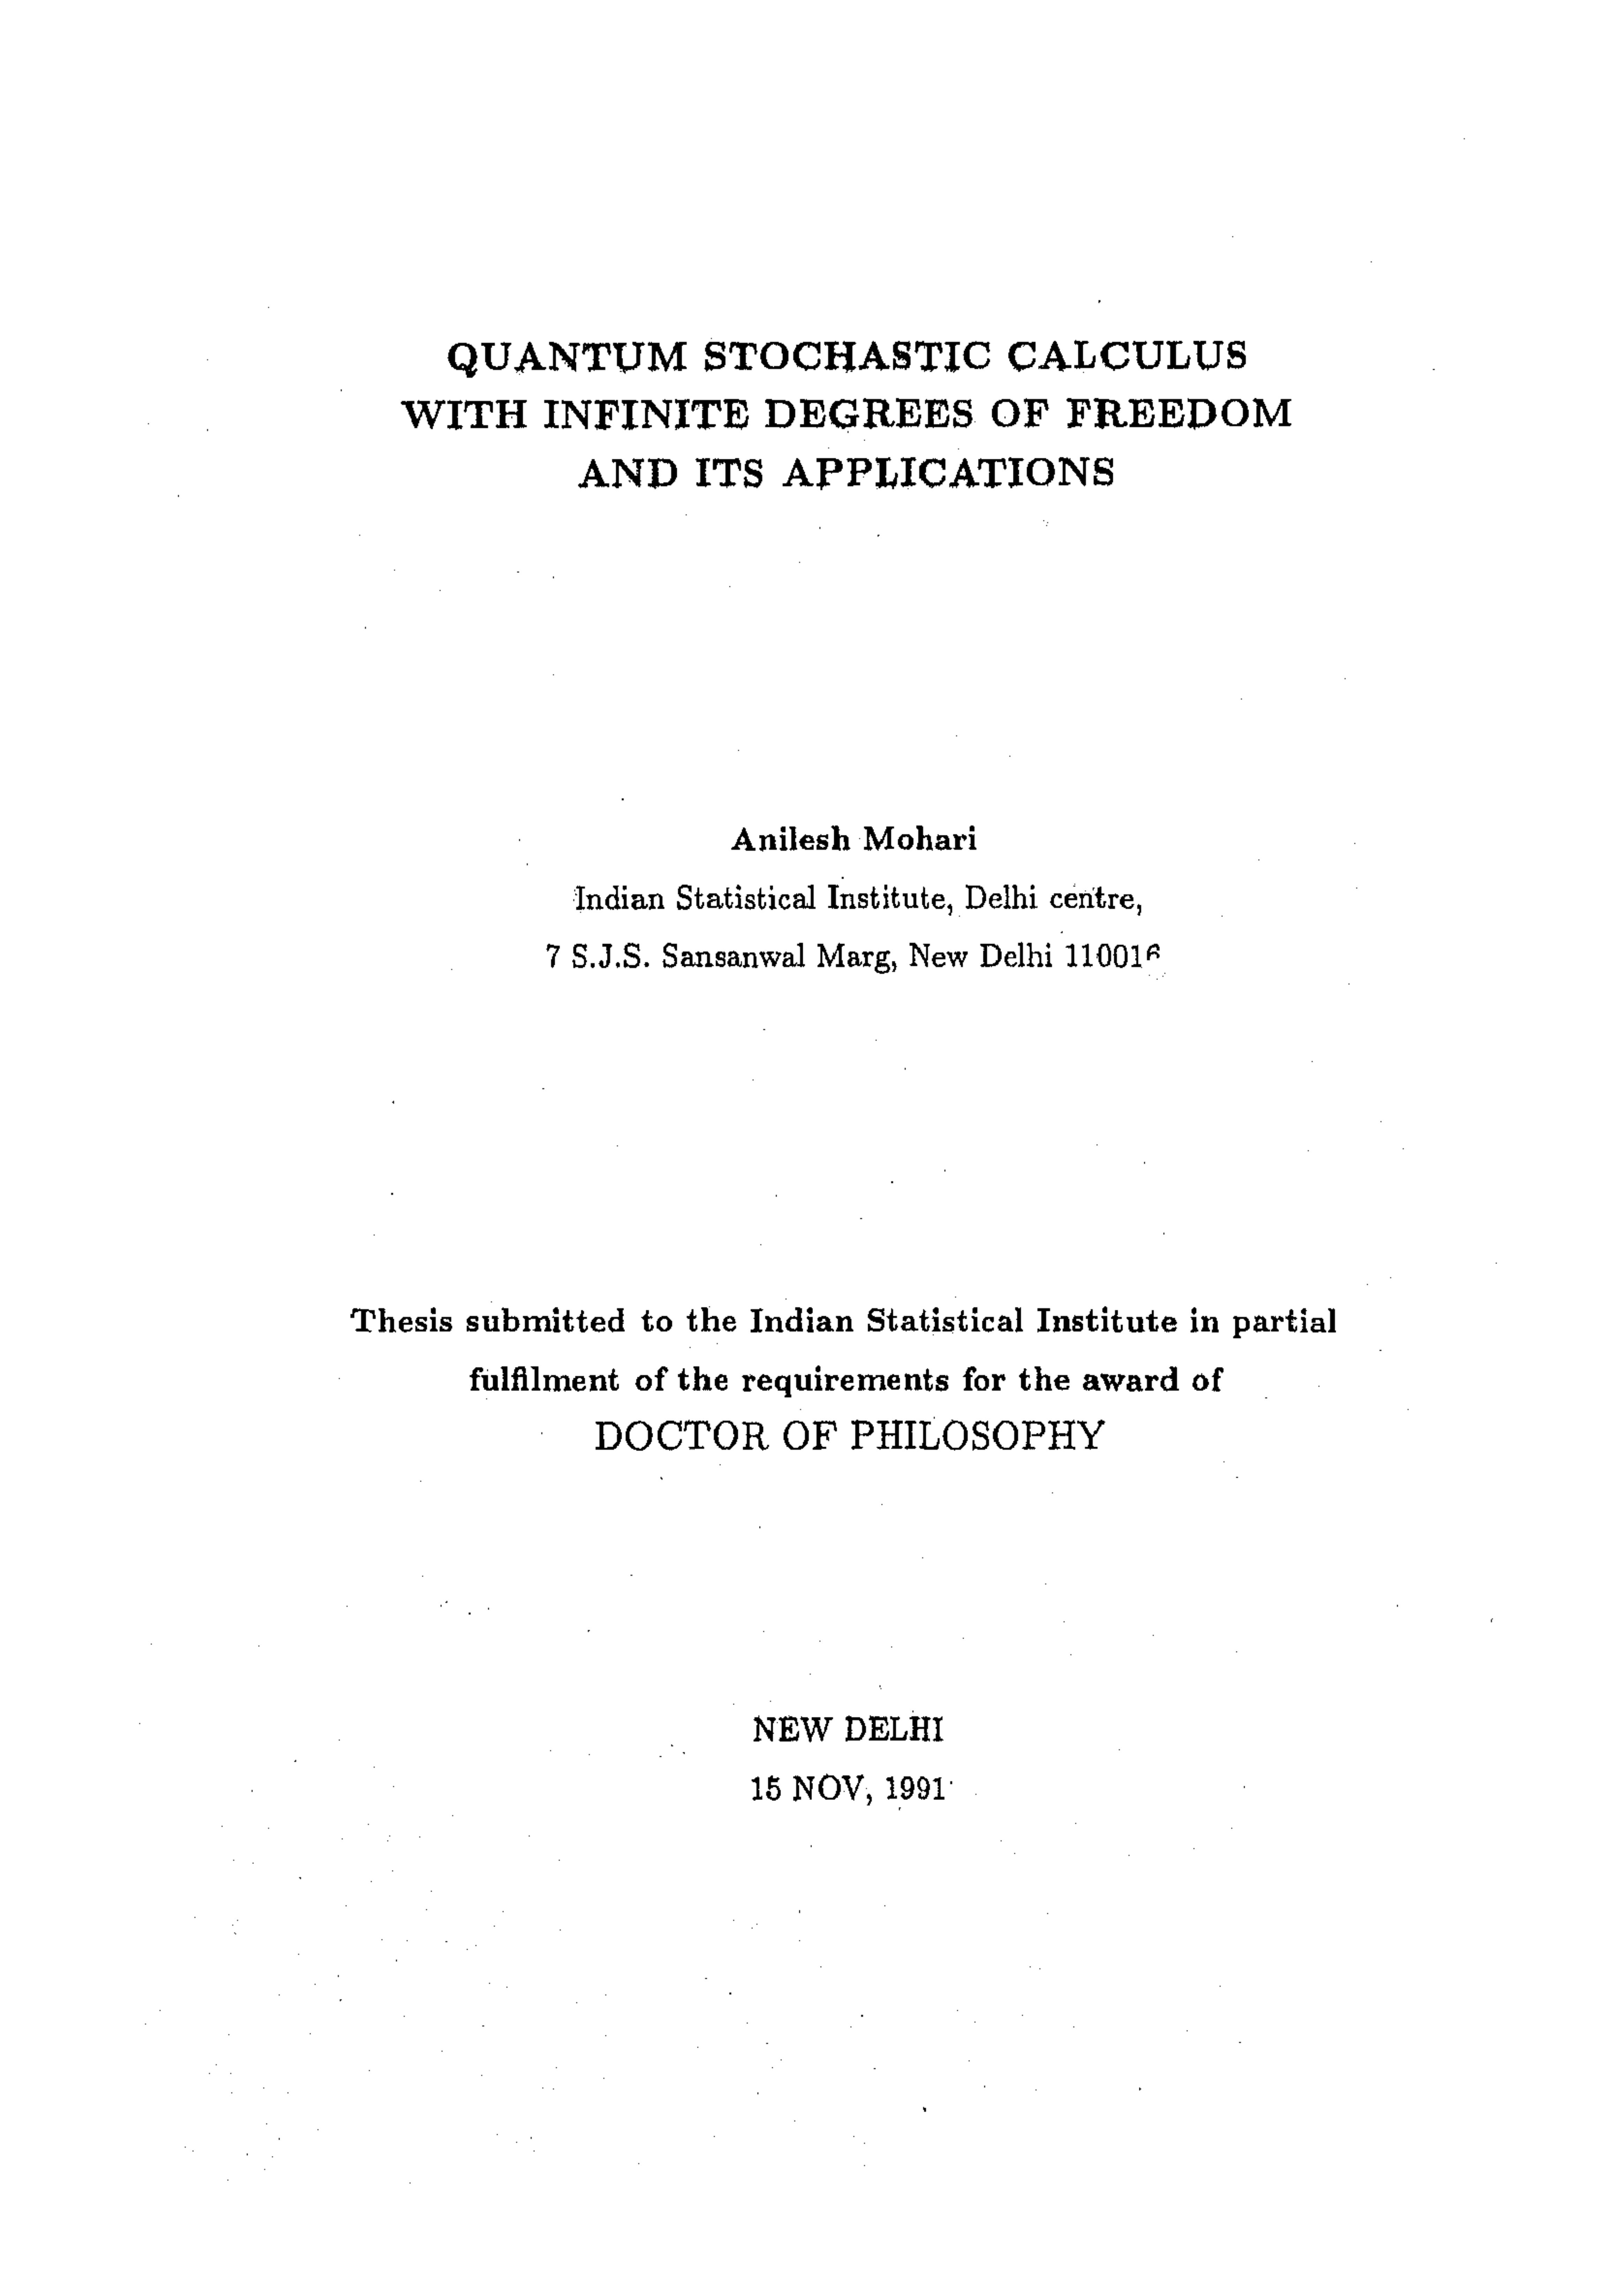 QUANTUM STOCHASTIC CALCULUS
WITH INFINITE DEGREES OF FREEDOM
AND ITS APPLICATIONS
Anilesh Mohari
Indian Statistical Institute, Delhi centre,
7 S.J.S. Sansanwal Marg, New Delhi 110016
Thesis submitted to the Indian Statistical Institute in partial
fulfilment of the requirements for the award of
DOCTOR OF PHILOSOPHY
NEW DELHI
15 NOV, 1991